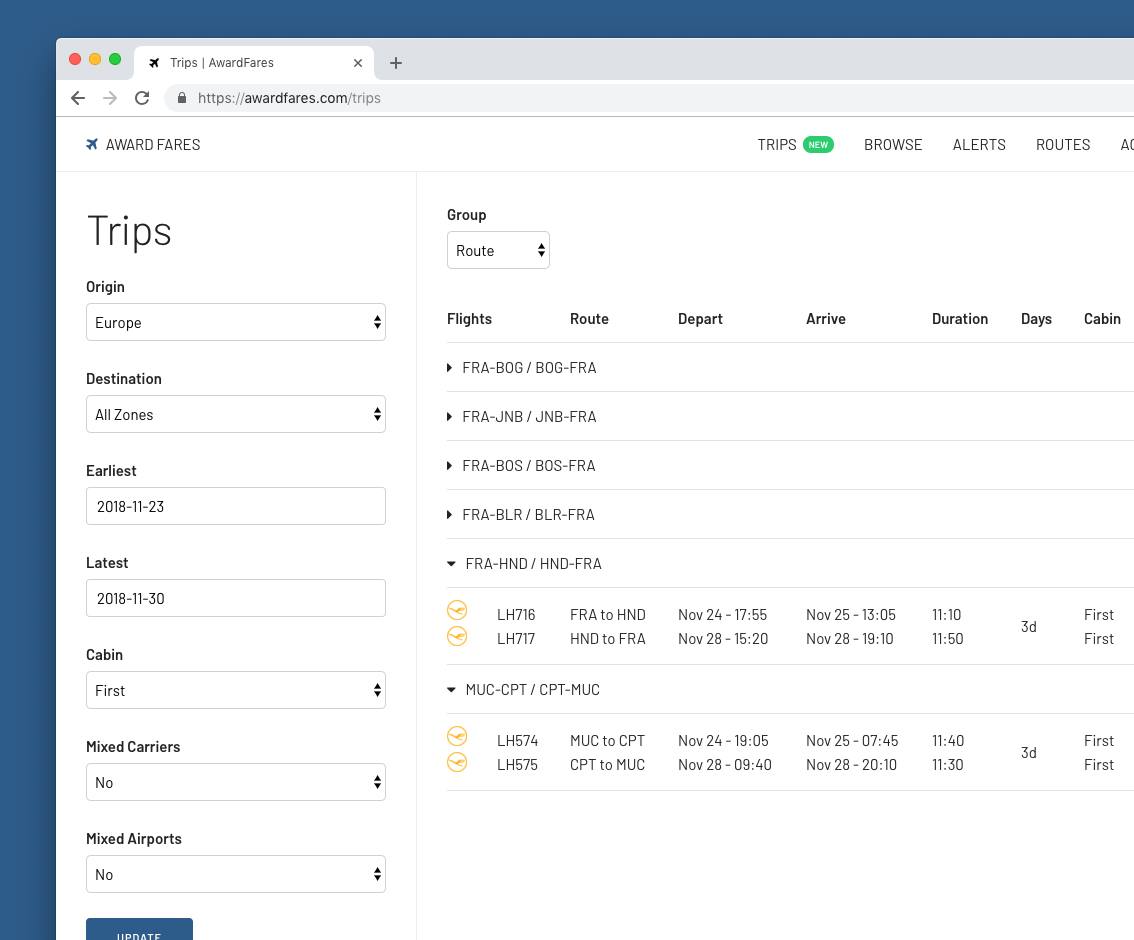 Trips | AwardFares
https://awardfares.com/trips
AWARD FARES
TRIPS NEW BROWSE ALERTS ROUTES
Trips
Origin
Europe
Destination
All Zones
Earliest
2018-11-23
Latest
2018-11-30
Cabin
First
Mixed Carriers
No
Mixed Airports
No
UPDATE
Group
Route
Flights Route Depart Arrive Duration Days Cabin
FRA-BOG / BOG-FRA
FRA-JNB / JNB-FRA
FRA-BOS / BOS-FRA
FRA-BLR / BLR-FRA
FRA-HND / HND-FRA
LH716 FRA to HND Nov 24 - 17:55 Nov 25 - 13:05 11:10 First
3d
LH717 HND to FRA Nov 28 - 15:20 Nov 28 - 19:10 11:50 First
MUC-CPT / CPT-MUC
LH574 MUC to CPT Nov 24 - 19:05 Nov 25 - 07:45 11:40 First
3d
LH575 CPT to MUC Nov 28 - 09:40 Nov 28 - 20:10 11:30 First